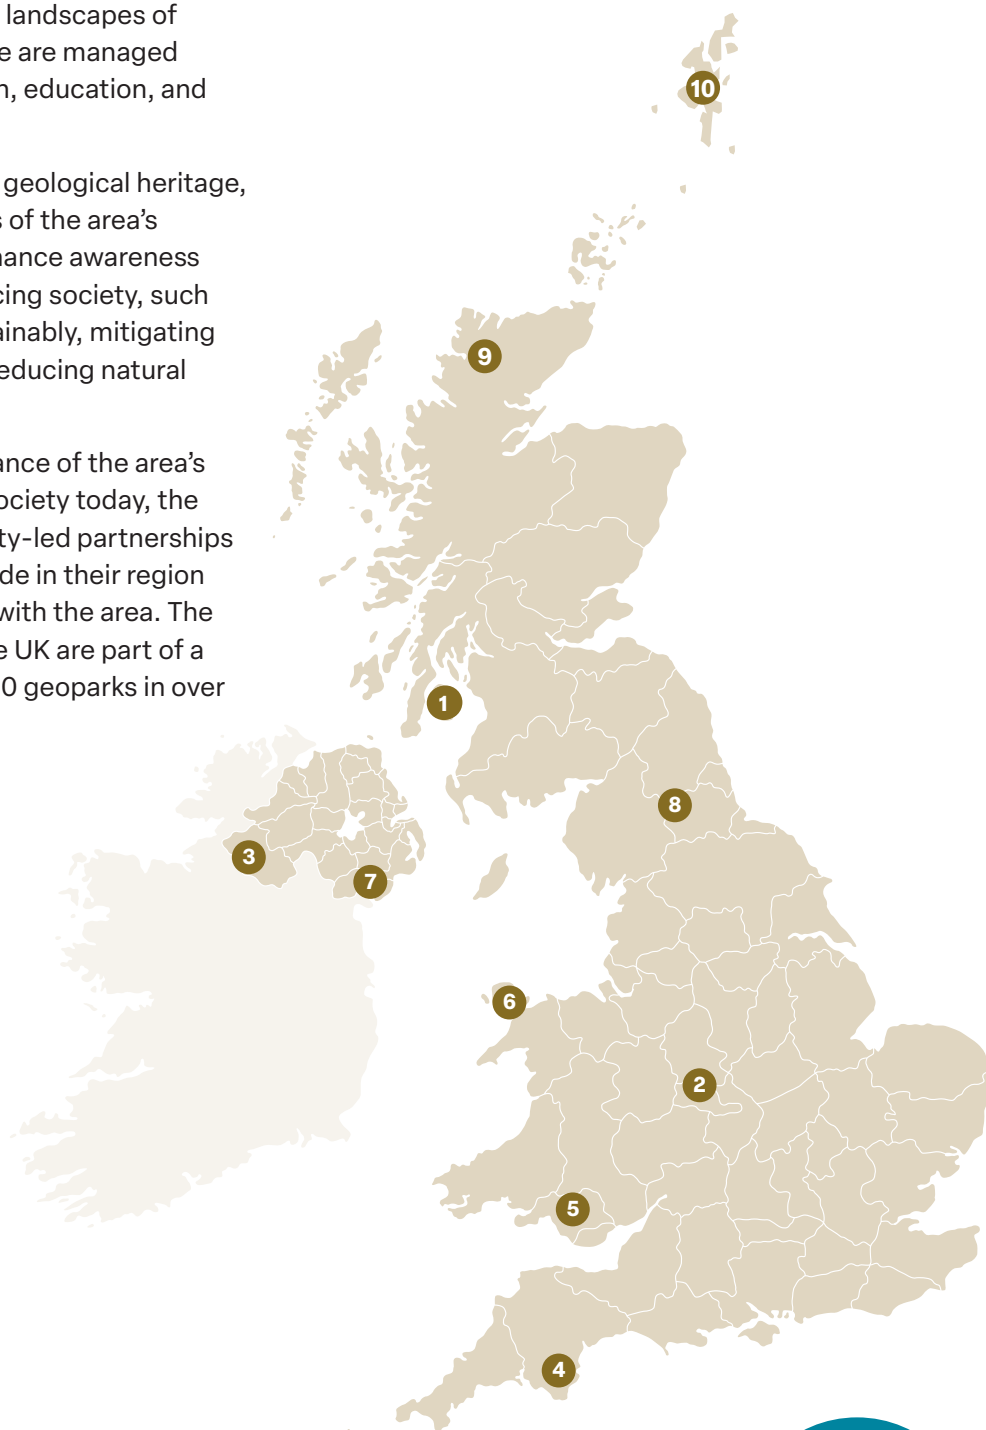 landscapes of
e are managed
n, education, and
geological heritage,
s of the area’s
nance awareness
cing society, such
ainably, mitigating
educing natural
ance of the area’s
ociety today, the
ty-led partnerships
de in their region
with the area. The
e UK are part of a
0 geoparks in over
10
9
1
8
3
7
6
2
5
4